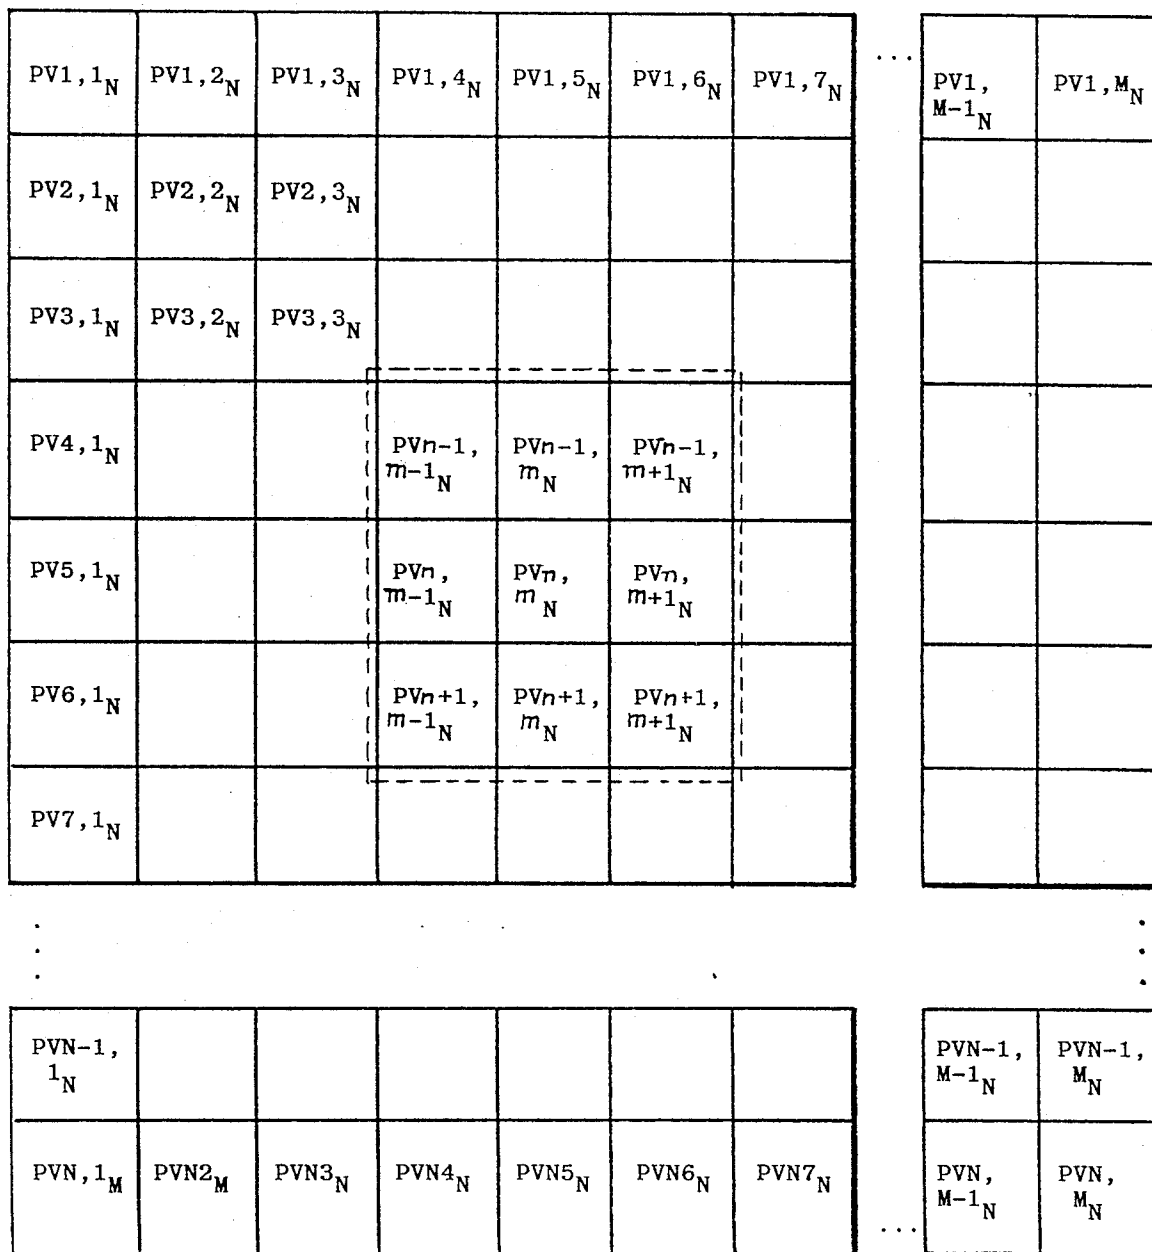 PV1,1N PV1,2N PV1,3N PV1,4N PV1,5N PV1,6N PV1,7N ... PV1, M-1N PV1,MN
PV2,1N PV2,2N PV2,3N
PV3,1N PV3,2N PV3,3N
PV4,1N PVn-1, m-1N PVn-1, mN PVn-1, m+1N
PV5,1N PVn, m-1N PVn, mN PVn, m+1N
PV6,1N PVn+1, m-1N PVn+1, mN PVn+1, m+1N
PV7,1N
PVN-1, 1N PVN-1, M-1N PVN-1, MN
PVN,1M PVN2M PVN3N PVN4N PVN5N PVN6N PVN7N ... PVN, M-1N PVN, MN